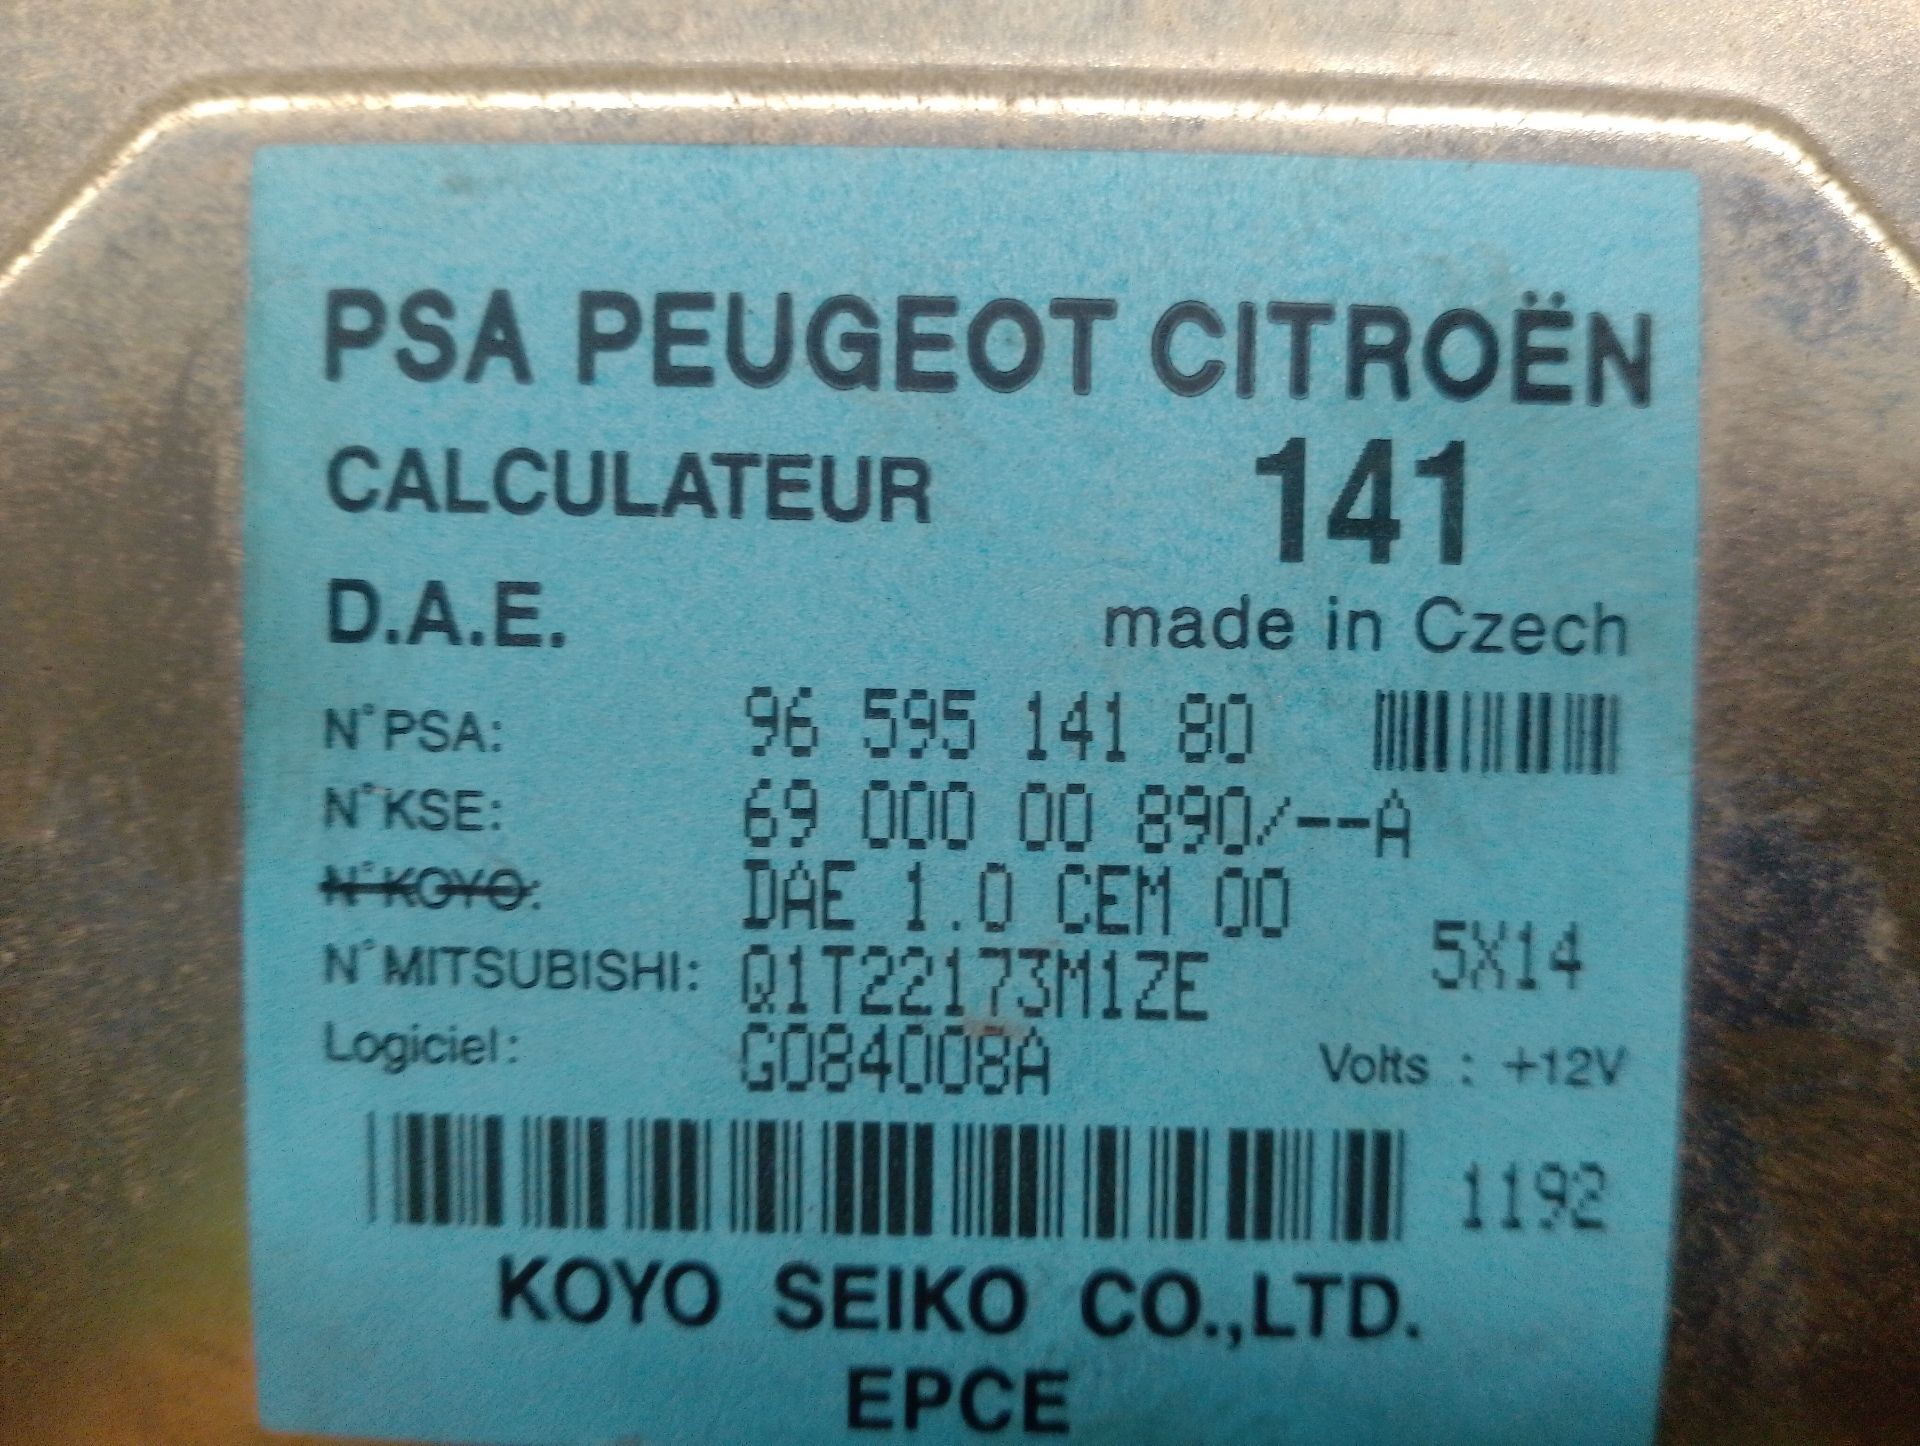 PSA PEUGEOT CITROËN
CALCULATEUR 141
D.A.E. made in Czech
N°PSA: 96 595 141 80
N°KSE: 69 000 00 890/--A
N°KOYO: DAE 1.0 CEM 00
N°MITSUBISHI: Q1T22173M1ZE 5X14
Logiciel: G084008A Volts : +12V
1192
KOYO SEIKO CO.,LTD.
EPCE